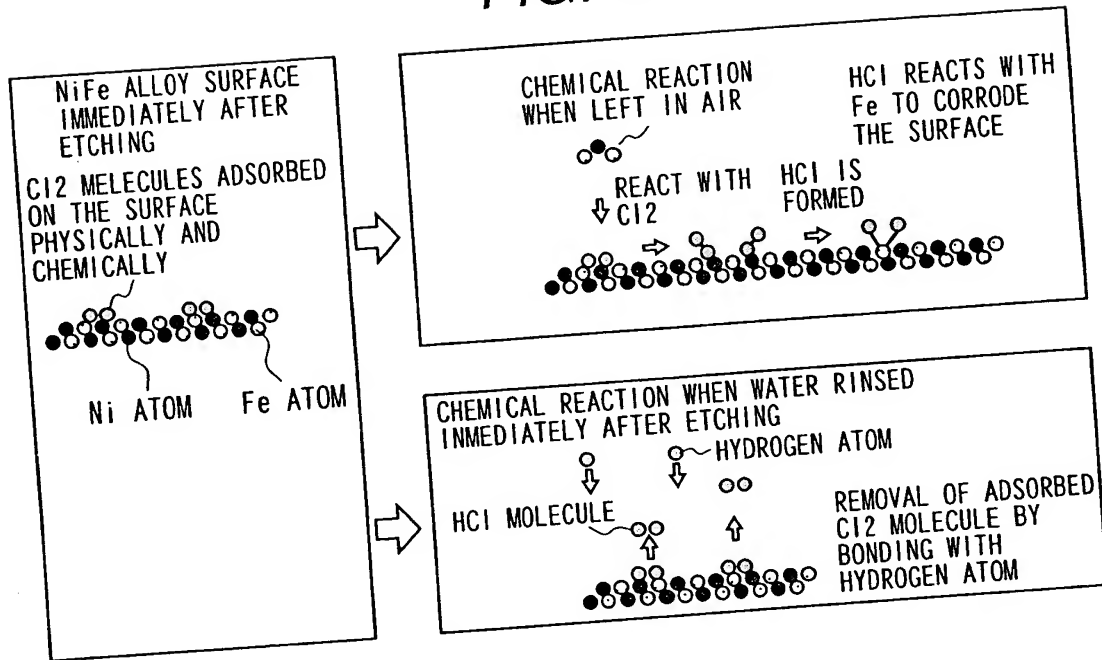 NiFe ALLOY SURFACE
IMMEDIATELY AFTER
ETCHING
Cl2 MELECULES ADSORBED
ON THE SURFACE
PHYSICALLY AND
CHEMICALLY
Ni ATOM
Fe ATOM
CHEMICAL REACTION
WHEN LEFT IN AIR
HCl REACTS WITH
Fe TO CORRODE
THE SURFACE
REACT WITH
Cl2
HCl IS
FORMED
CHEMICAL REACTION WHEN WATER RINSED
INMEDIATELY AFTER ETCHING
HYDROGEN ATOM
HCl MOLECULE
REMOVAL OF ADSORBED
Cl2 MOLECULE BY
BONDING WITH
HYDROGEN ATOM